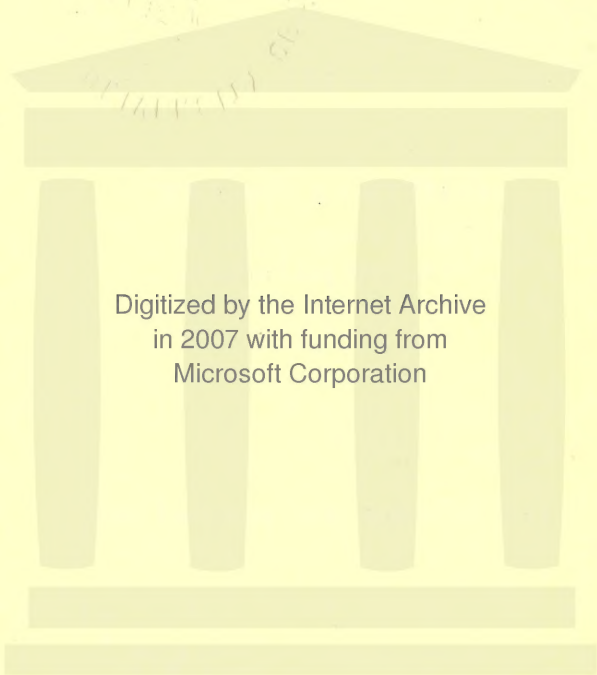 Digitized by the Internet Archive
in 2007 with funding from
Microsoft Corporation